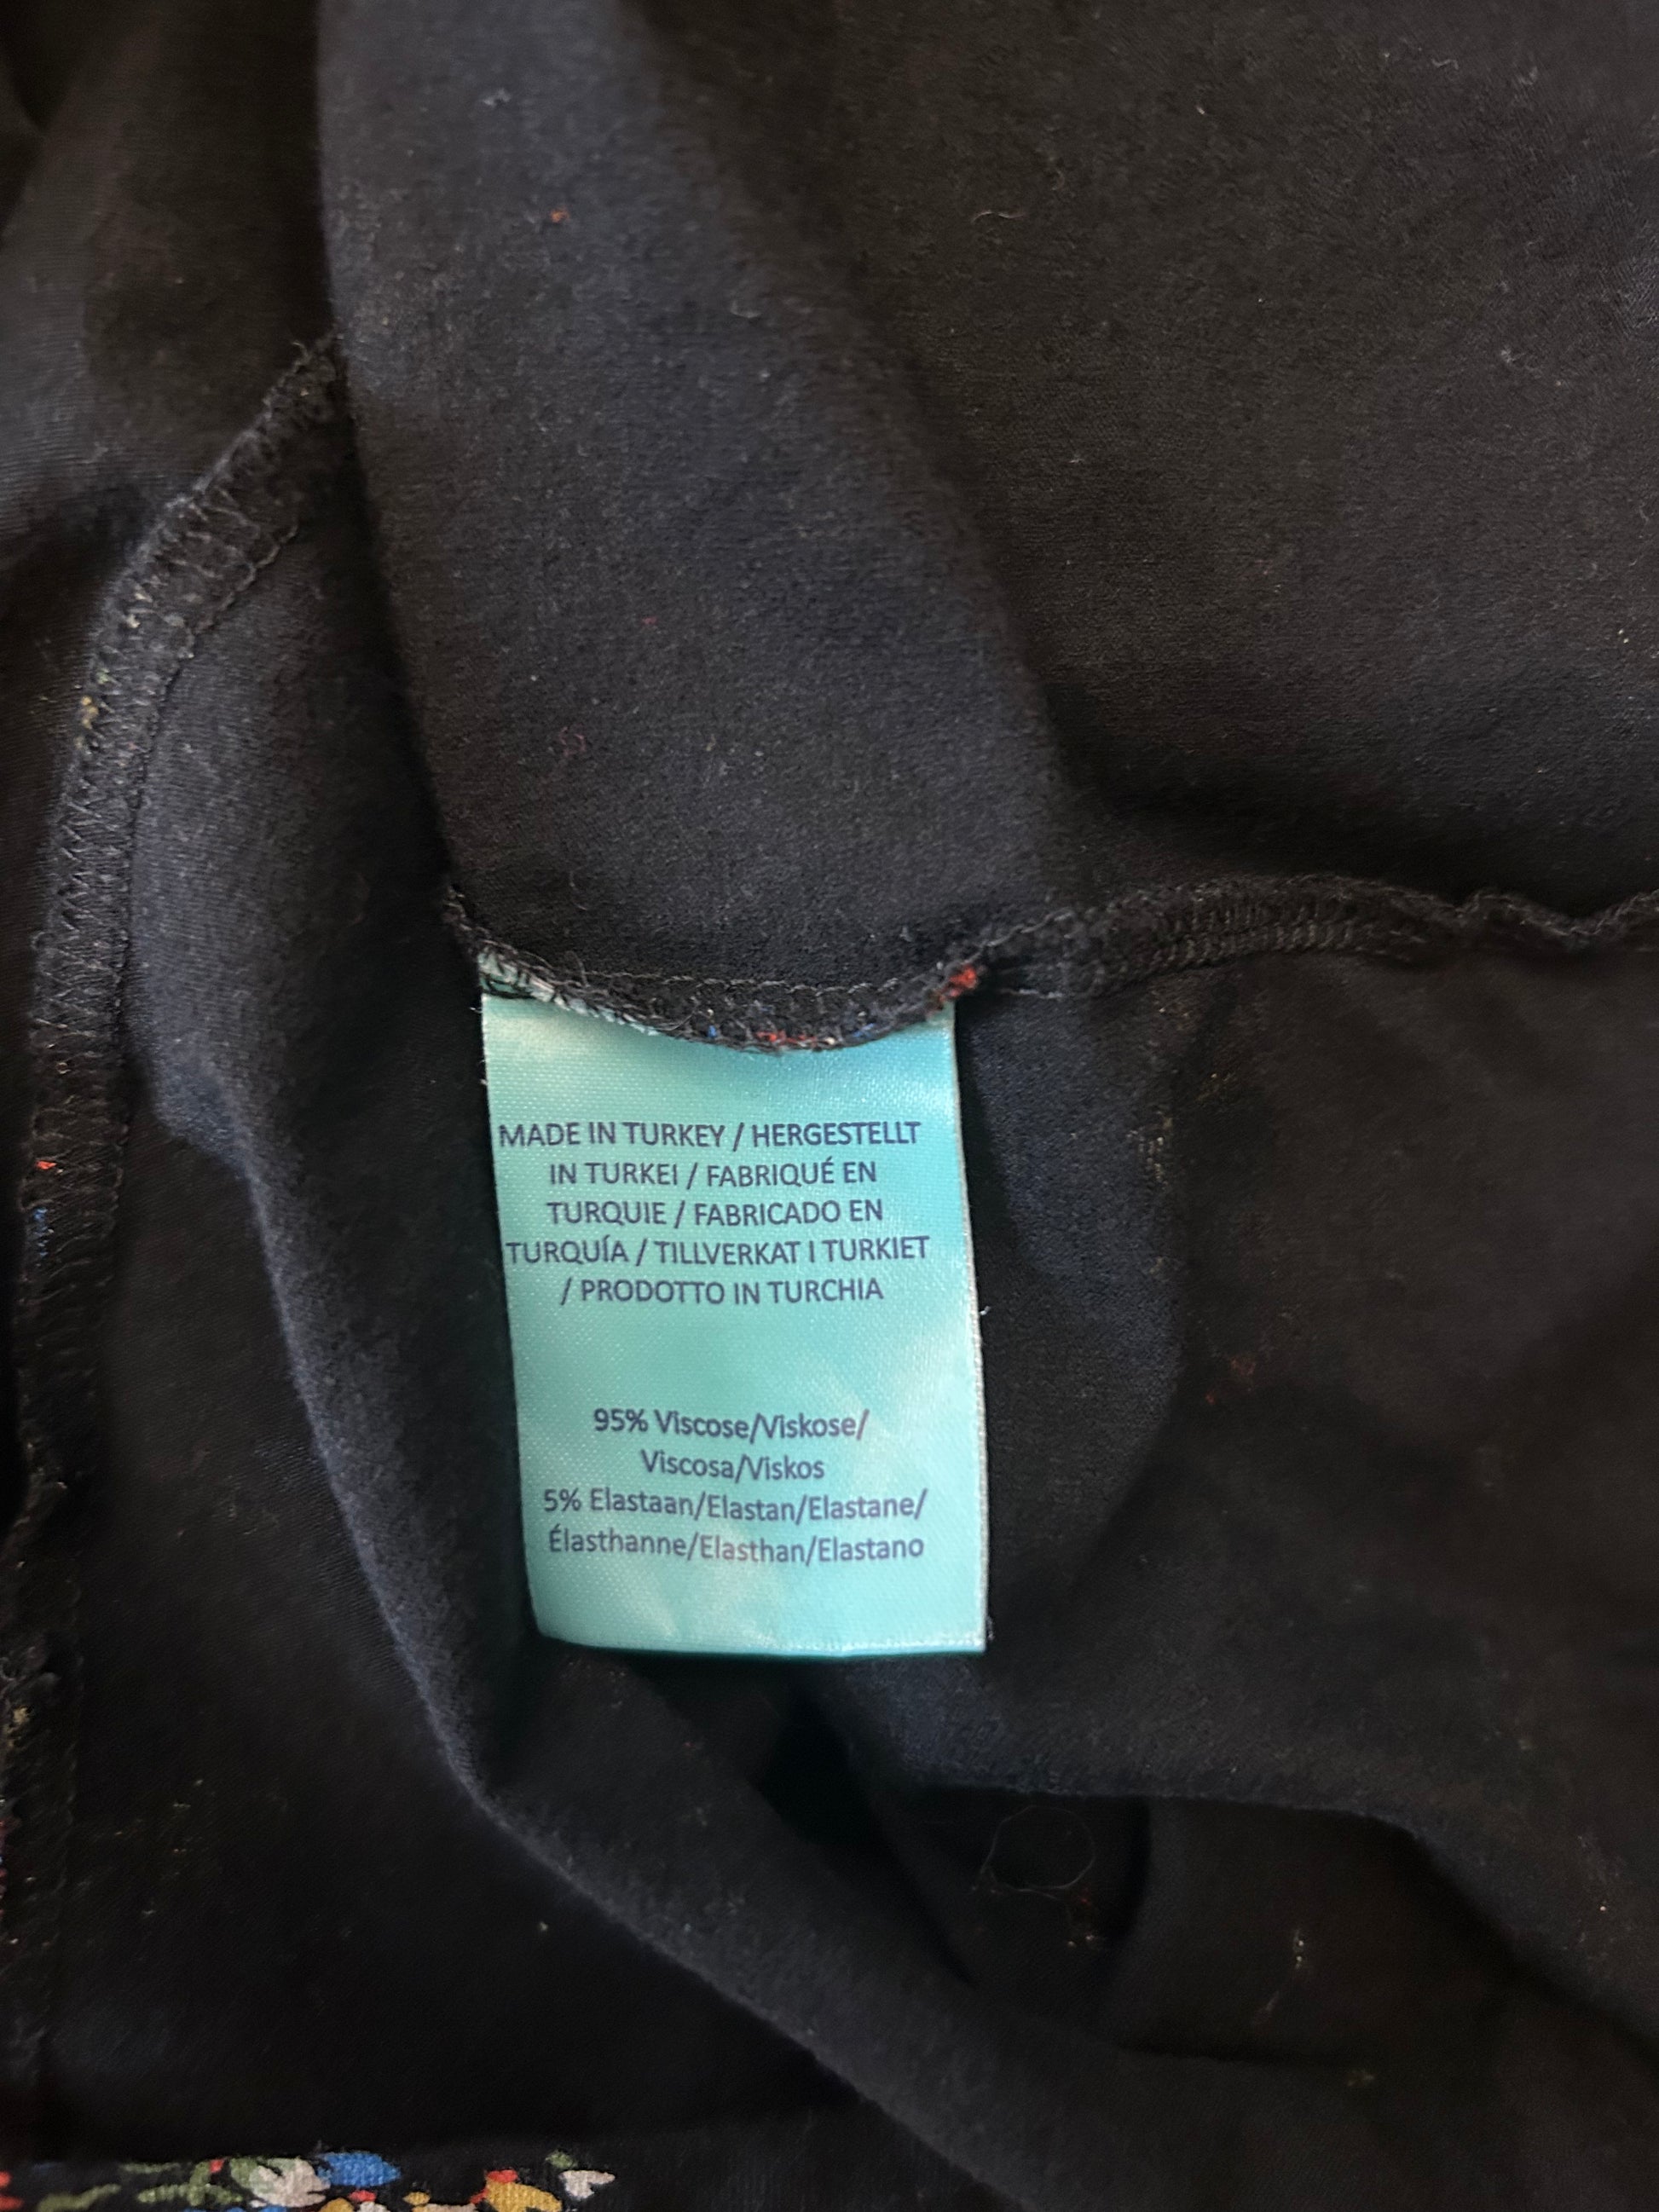 MADE IN TURKEY / HERGESTELLT
IN TURKEI / FABRIQUÉ EN
TURQUIE / FABRICADO EN
TURQUÍA / TILLVERKAT I TURKIET
/ PRODOTTO IN TURCHIA
95% Viscose/Viskose/
Viscosa/Viskos
5% Elastaan/Elastan/Elastane/
Élasthanne/Elasthan/Elastano